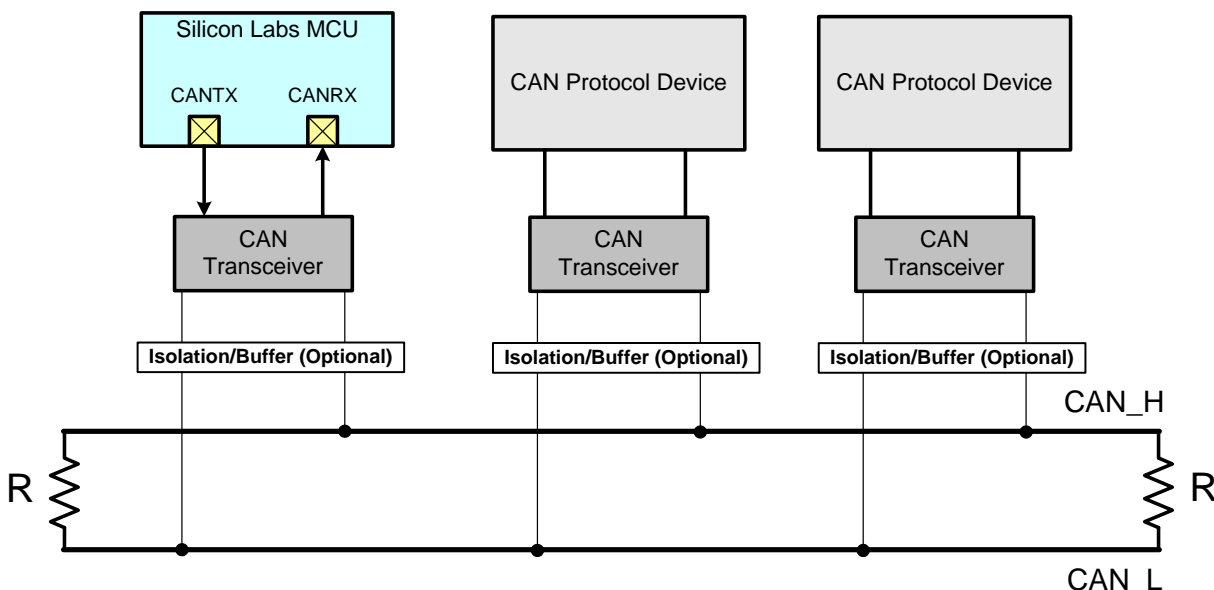 Silicon Labs MCU
CANTX
CANRX
CAN Protocol Device
CAN Protocol Device
CAN
Transceiver
CAN
Transceiver
CAN
Transceiver
Isolation/Buffer (Optional)
Isolation/Buffer (Optional)
Isolation/Buffer (Optional)
CAN_H
R
R
CAN_L